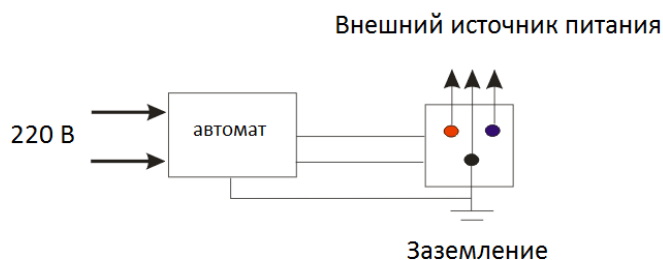 Внешний источник питания
220 В
автомат
Заземление